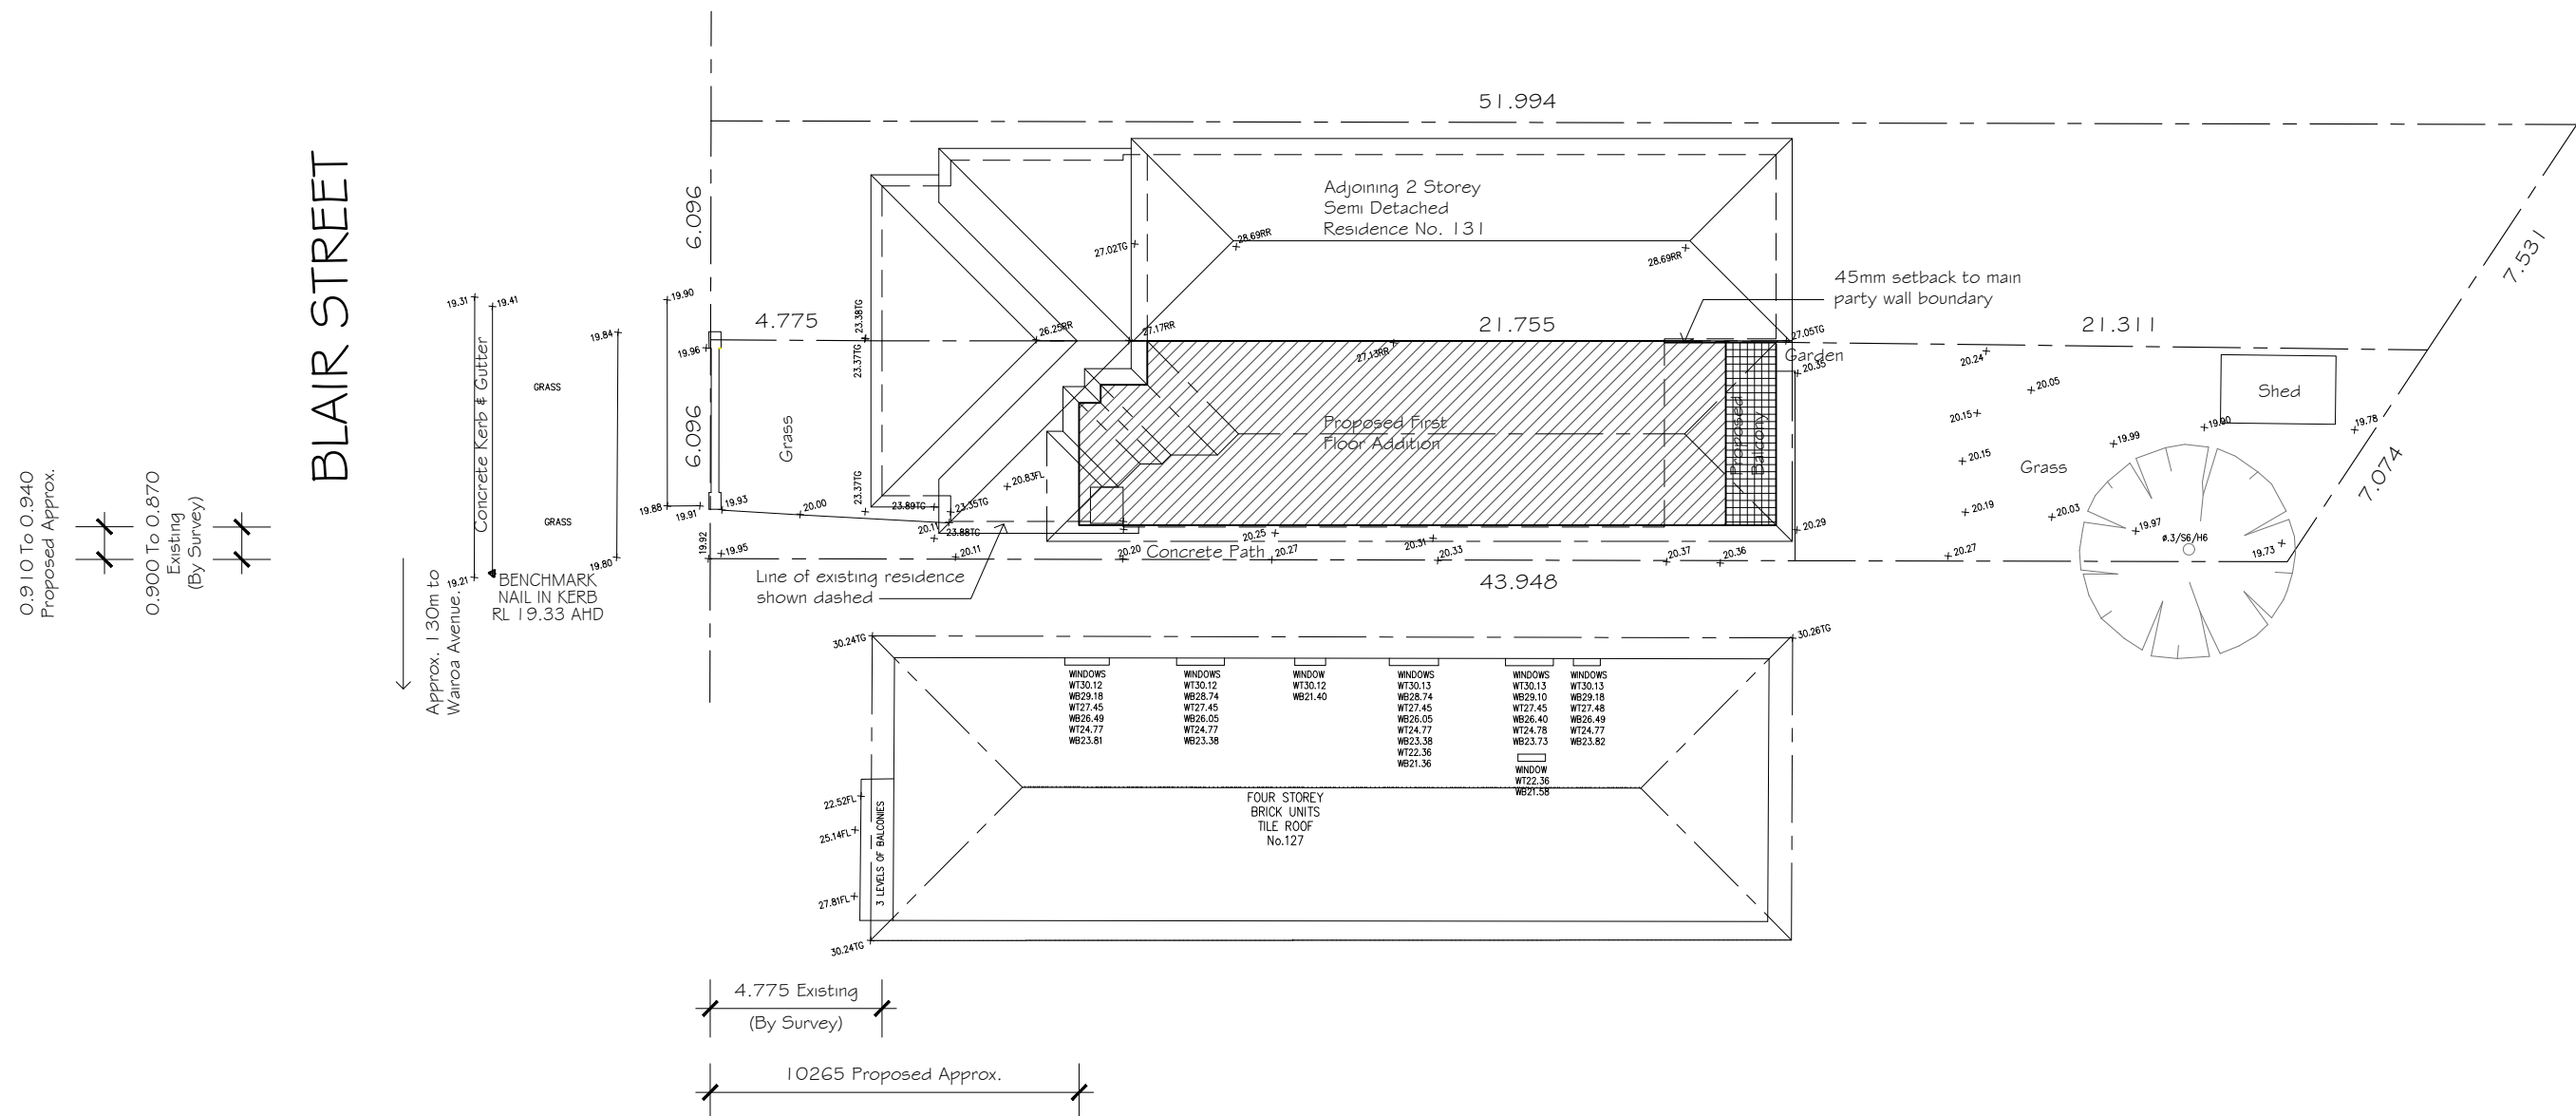 BLAIR STREET
0.910 To 0.940
Proposed Approx.
0.900 To 0.870
Existing
(By Survey)
Approx. 130m to
Wairoa Avenue.
19.31
19.41
Concrete Kerb & Gutter
GRASS
GRASS
19.21
BENCHMARK
NAIL IN KERB
RL 19.33 AHD
19.84
19.80
19.90
19.88
19.91
19.96
19.93
19.92
19.95
6.096
6.096
51.994
4.775
Grass
20.00
23.38TG
23.37TG
23.37TG
23.89TG
23.35TG
20.11
23.88TG
20.11
20.83FL
26.25RR
27.17RR
27.02TG
28.69RR
28.69RR
Adjoining 2 Storey
Semi Detached
Residence No. 131
45mm setback to main
party wall boundary
21.755
27.13RR
27.05TG
Garden
20.35
Proposed First
Floor Addition
Proposed
Balcony
20.29
20.25
20.31
20.20
Concrete Path
20.27
20.33
20.37
20.36
Line of existing residence
shown dashed
43.948
21.311
20.24
20.05
20.15
20.15
20.19
20.03
20.27
Grass
19.99
19.90
19.97
ø.3/S6/H6
19.73
19.78
Shed
7.531
7.074
30.24TG
30.26TG
WINDOWS
WT30.12
WB29.18
WT27.45
WB26.49
WT24.77
WB23.81
WINDOWS
WT30.12
WB28.74
WT27.45
WB26.05
WT24.77
WB23.38
WINDOW
WT30.12
WB21.40
WINDOWS
WT30.13
WB28.74
WT27.45
WB26.05
WT24.77
WB23.38
WT22.36
WB21.36
WINDOWS
WT30.13
WB29.10
WT27.45
WB26.40
WT24.78
WB23.73
WINDOW
WT22.36
WB21.58
WINDOWS
WT30.13
WB29.18
WT27.48
WB26.49
WT24.77
WB23.82
FOUR STOREY
BRICK UNITS
TILE ROOF
No.127
22.52FL
25.14FL
27.81FL
3 LEVELS OF BALCONIES
30.24TG
4.775 Existing
(By Survey)
10265 Proposed Approx.